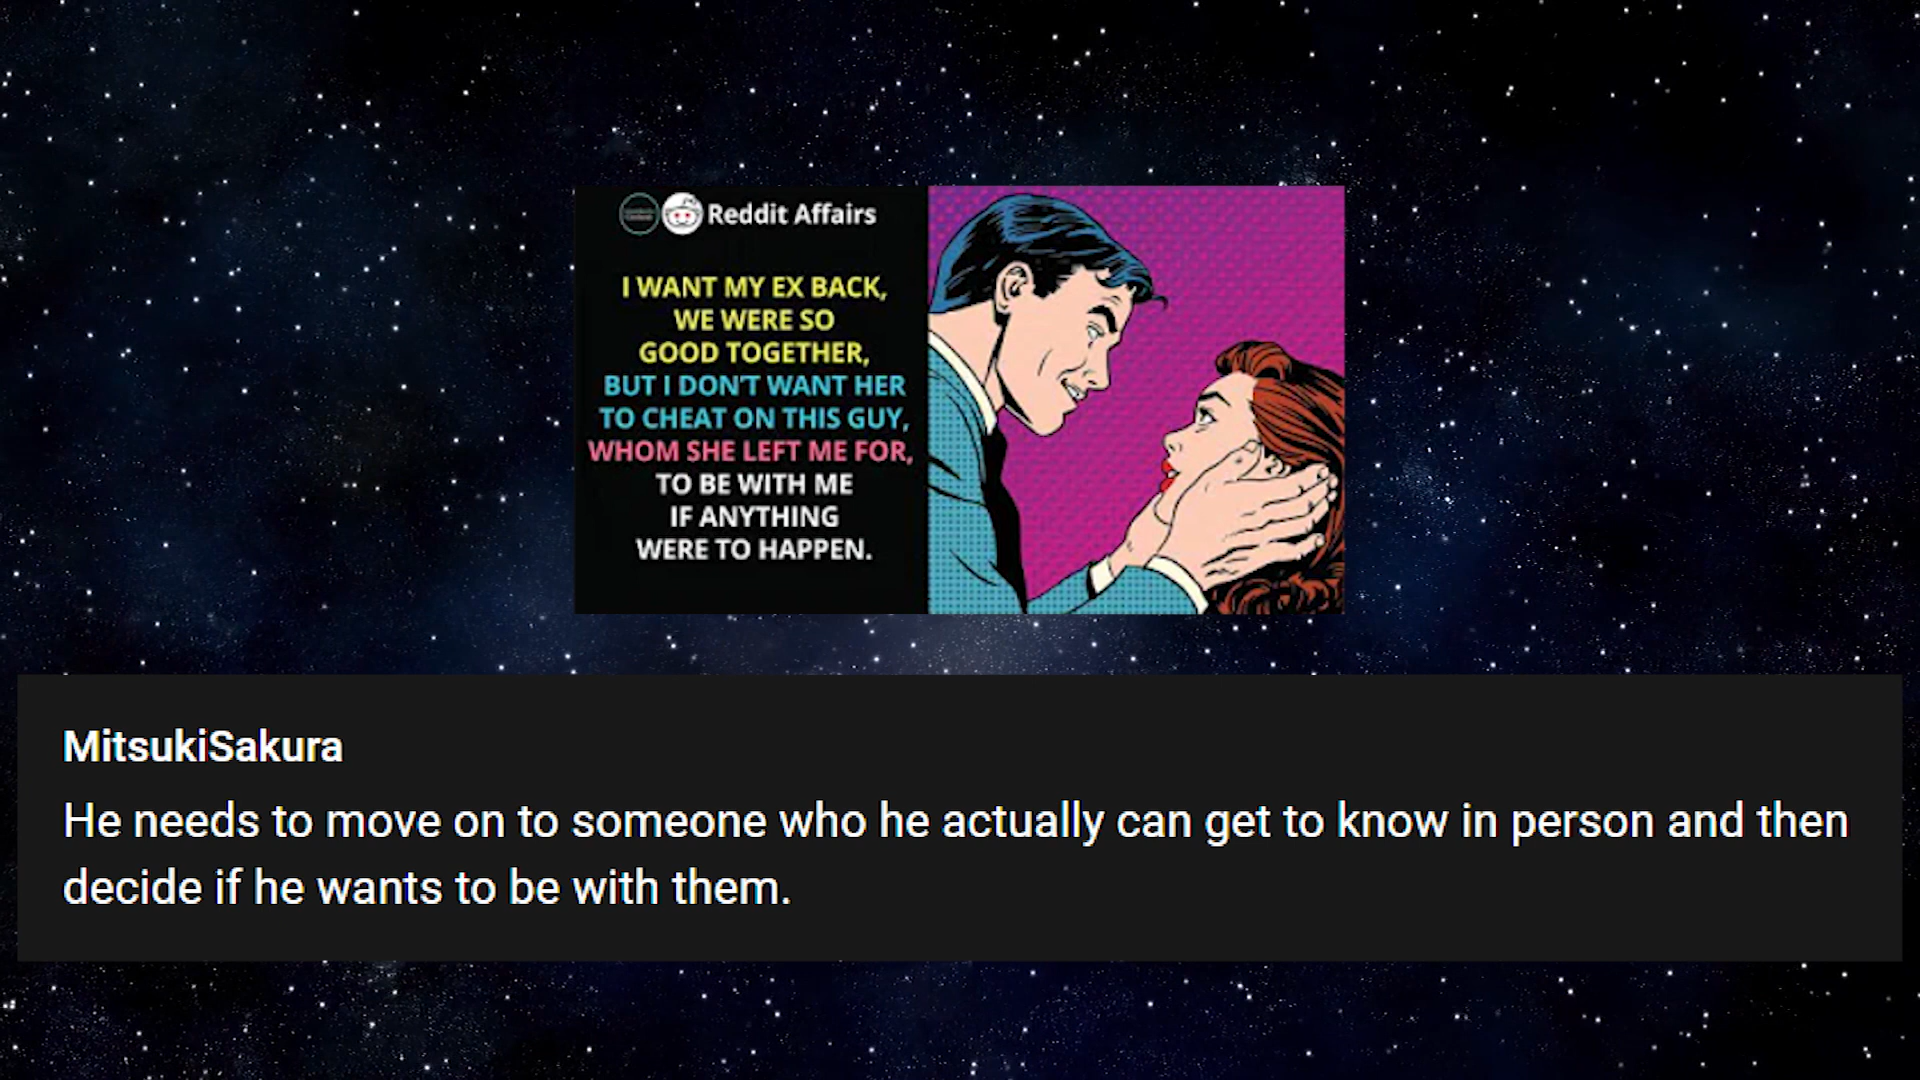 Reddit Affairs
I WANT MY EX BACK,
WE WERE SO
GOOD TOGETHER,
BUT I DON'T WANT HER
TO CHEAT ON THIS GUY,
WHOM SHE LEFT ME FOR,
TO BE WITH ME
IF ANYTHING
WERE TO HAPPEN.
MitsukiSakura
He needs to move on to someone who he actually can get to know in person and then
decide if he wants to be with them.